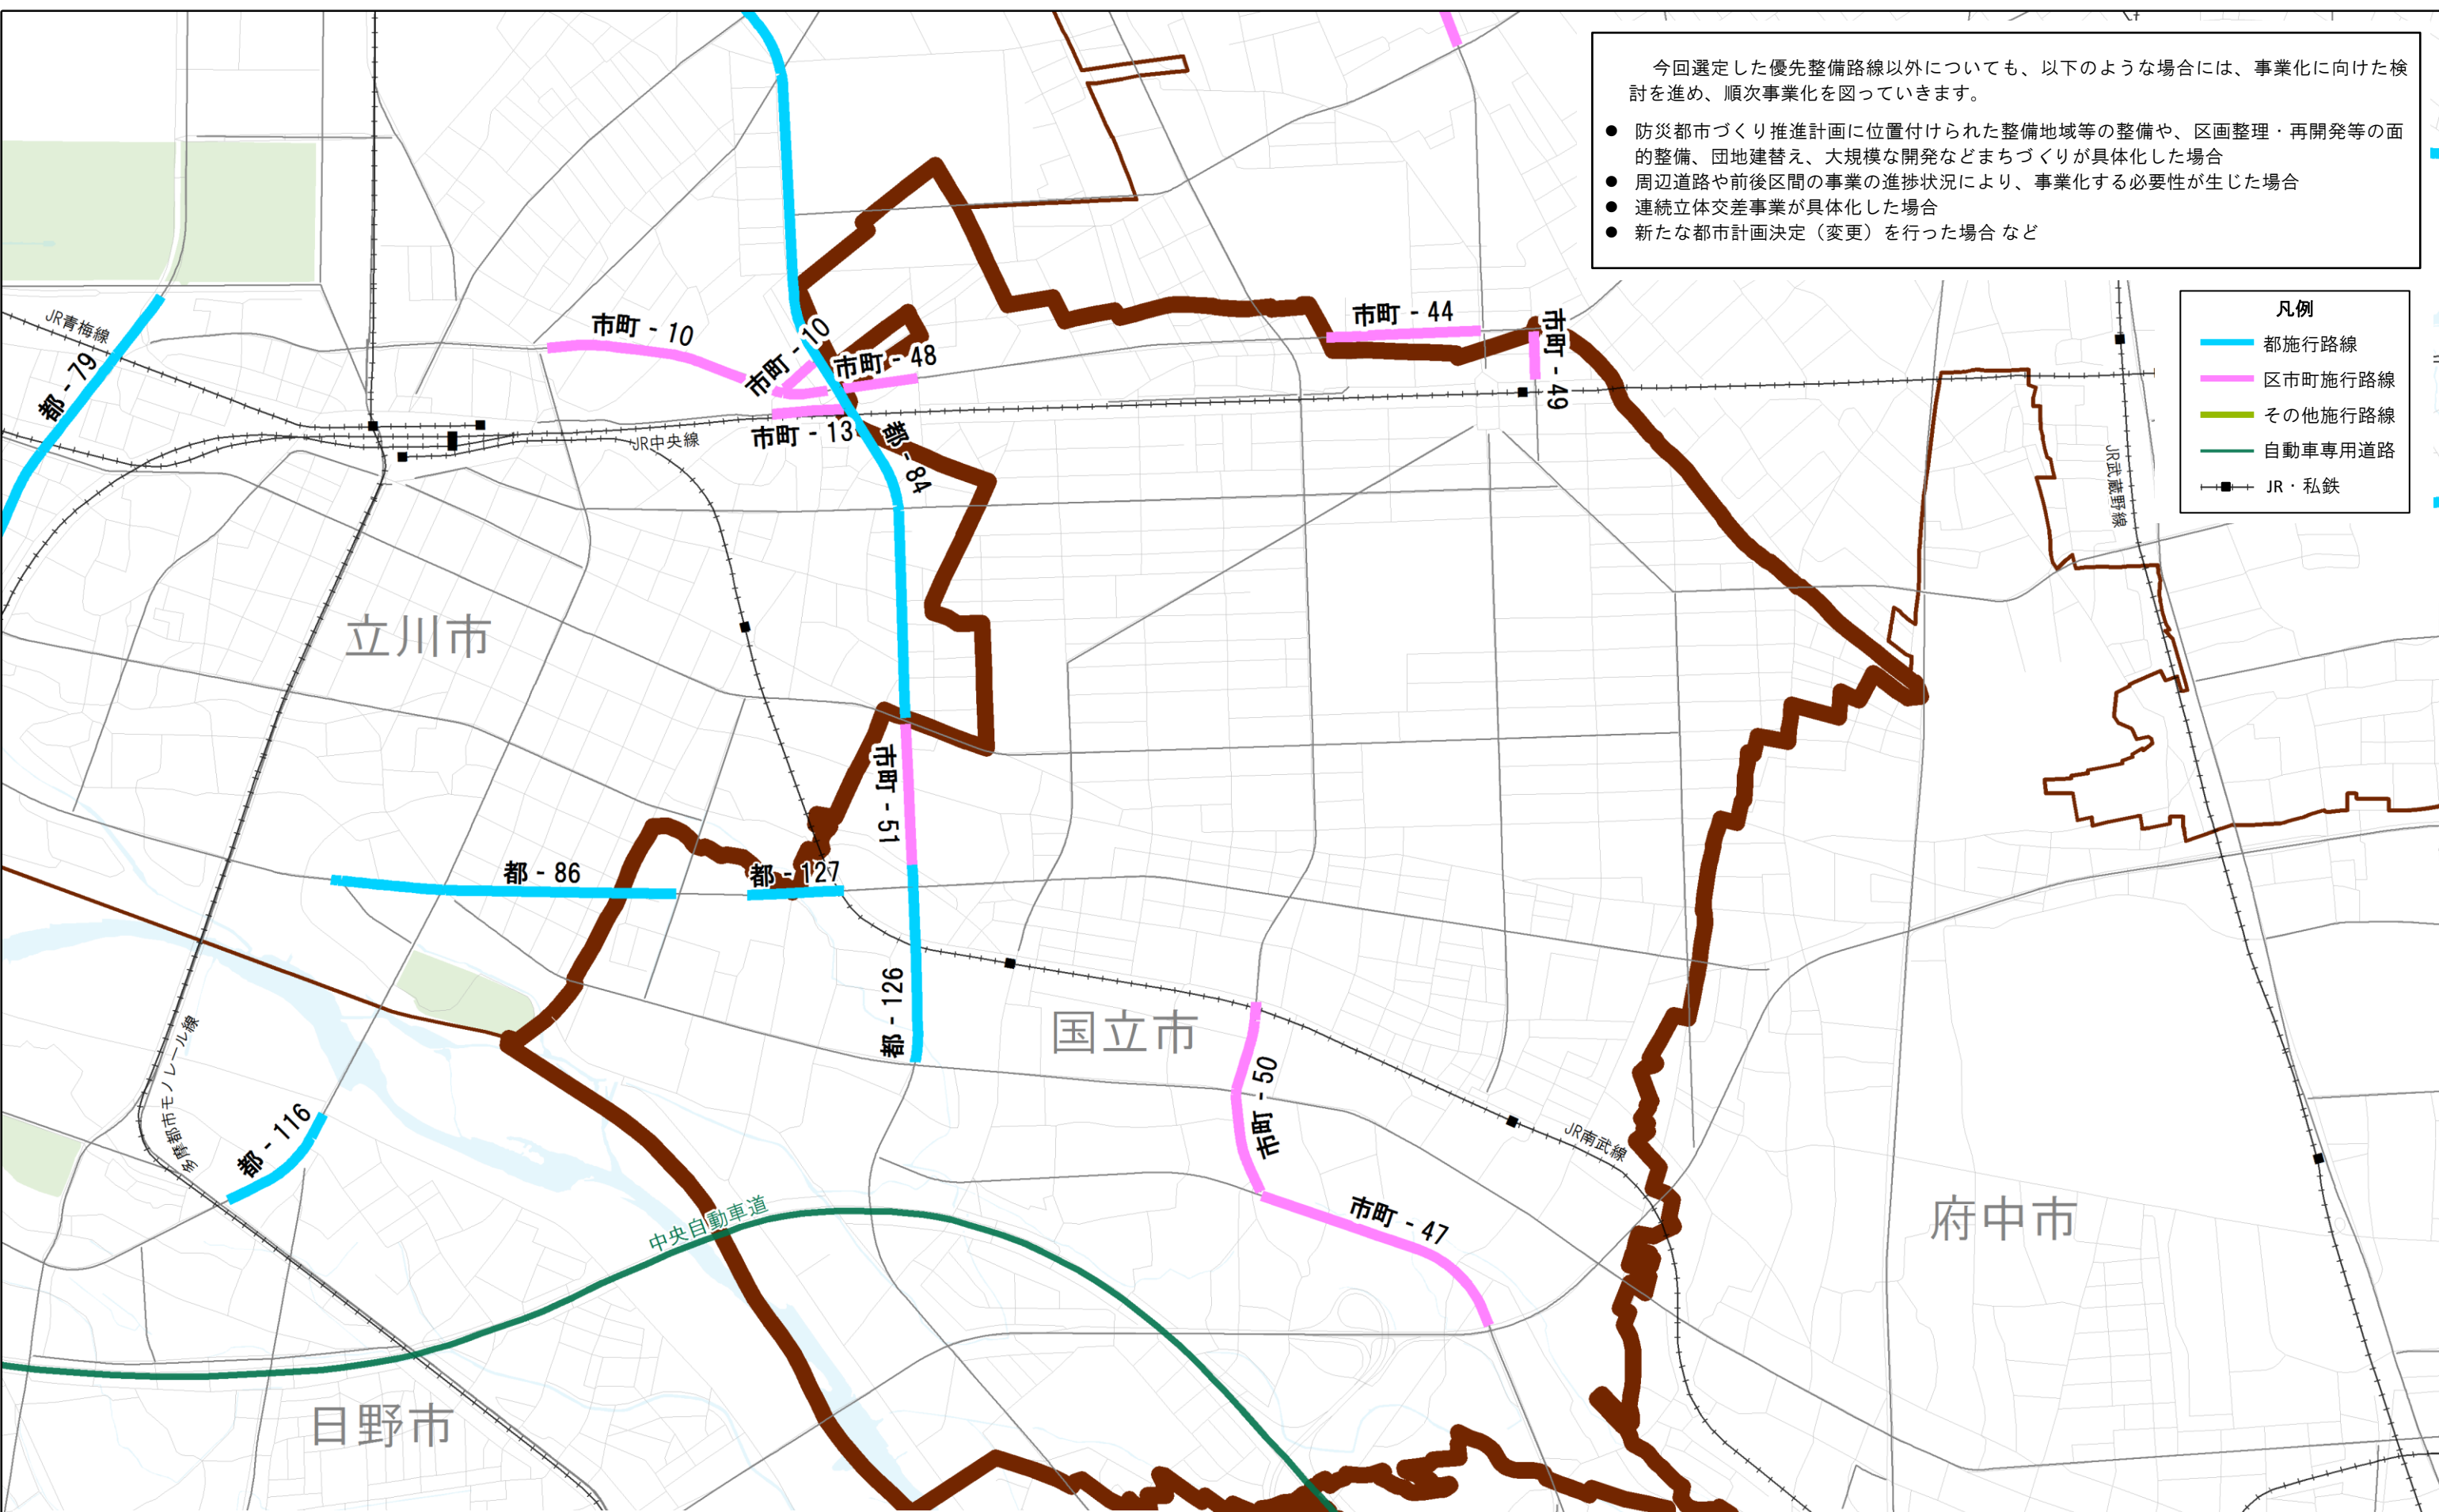 今回選定した優先整備路線以外についても、以下のような場合には、事業化に向けた検
討を進め、順次事業化を図っていきます。
● 防災都市づくり推進計画に位置付けられた整備地域等の整備や、区画整理・再開発等の面
的整備、団地建替え、大規模な開発などまちづくりが具体化した場合
● 周辺道路や前後区間の事業の進捗状況により、事業化する必要性が生じた場合
● 連続立体交差事業が具体化した場合
● 新たな都市計画決定（変更）を行った場合 など
凡例
都施行路線
区市町施行路線
その他施行路線
自動車専用道路
JR・私鉄
JR青梅線
都 - 79
市町 - 10
市町 - 10
市町 - 48
市町 - 44
市町 - 49
市町 - 13
JR中央線
都 - 84
JR武蔵野線
立川市
市町 - 51
都 - 86
都 - 127
都 - 126
国立市
多摩都市モノレール線
都 - 116
市町 - 50
JR南武線
市町 - 47
中央自動車道
府中市
日野市